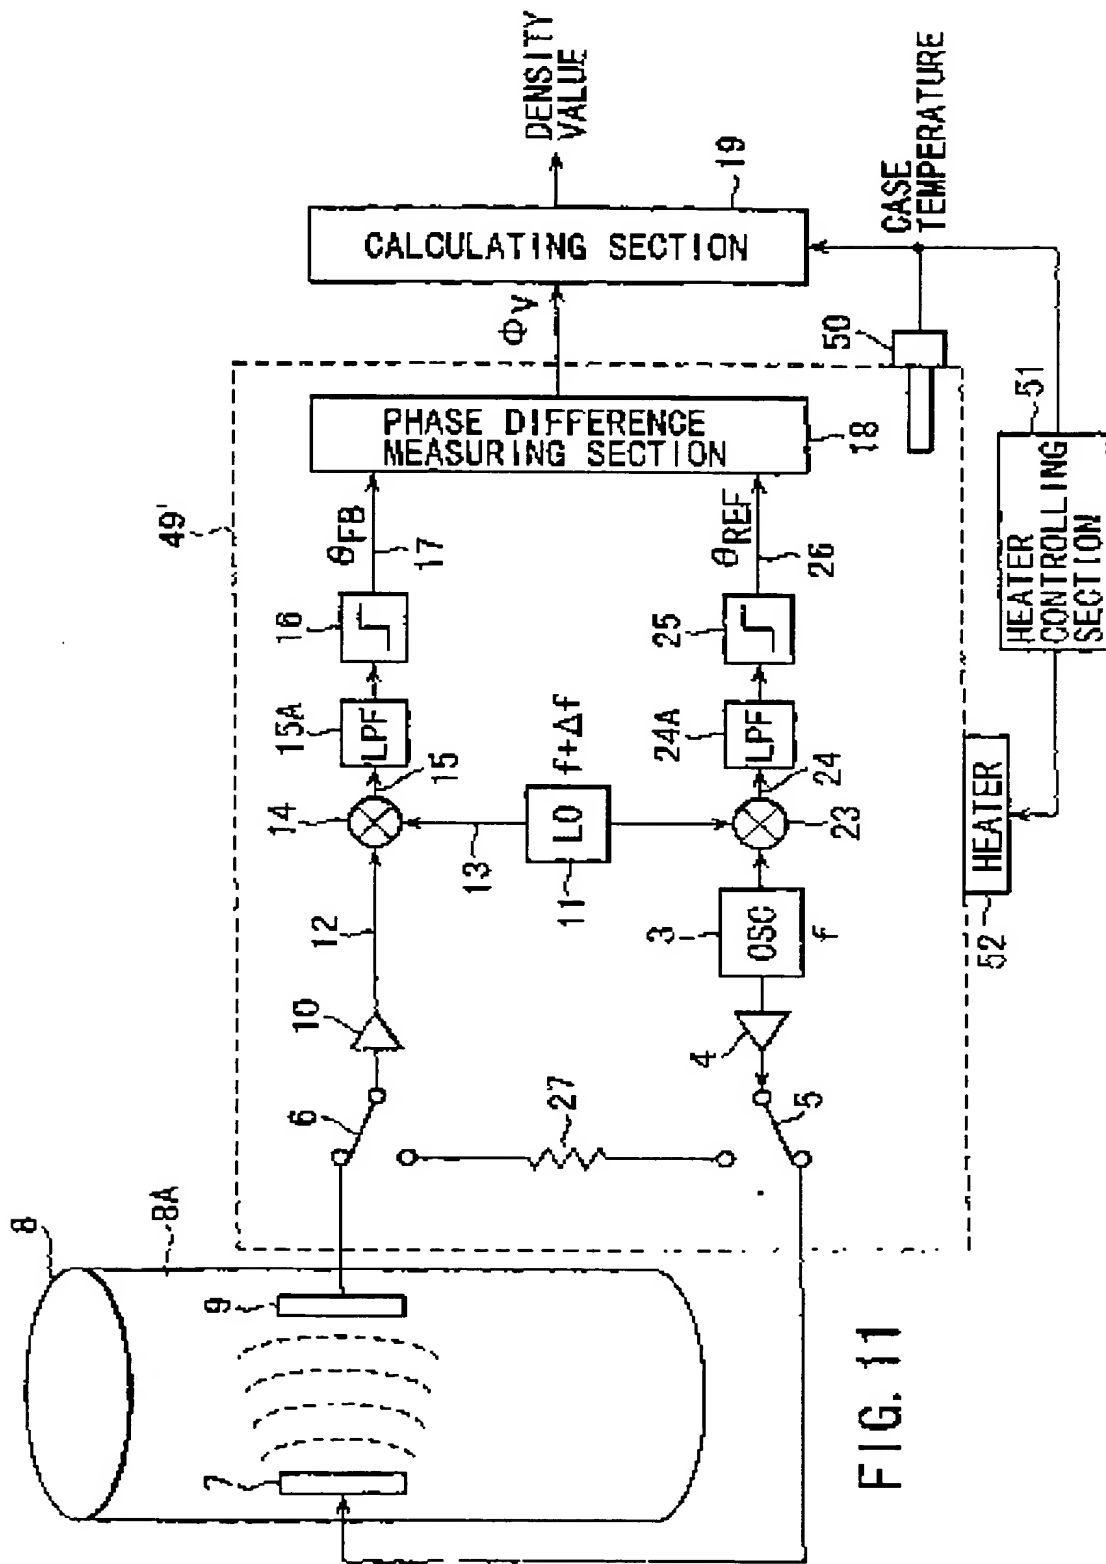 8
8A
7
9
49'
6
10
12
14
13
15
15A
LPF
16
θFB
17
PHASE DIFFERENCE
MEASURING SECTION
18
ΦV
CALCULATING SECTION
19
DENSITY
VALUE
27
11
LO
f+Δf
5
4
3
OSC
f
23
24
24A
LPF
25
θREF
26
50
CASE
TEMPERATURE
51
HEATER
CONTROLLING
SECTION
HEATER
52
FIG. 11